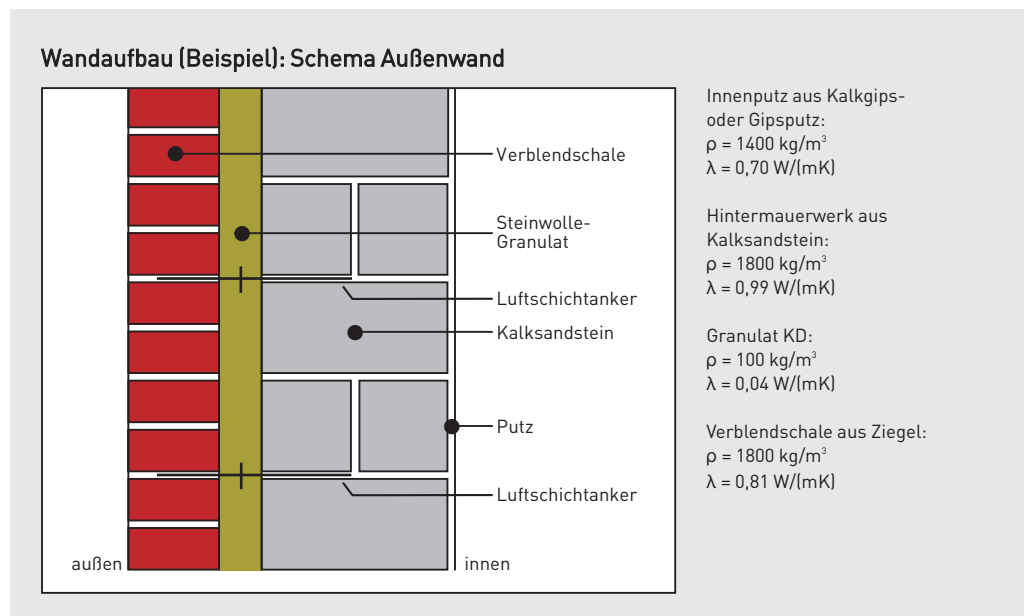 Wandaufbau (Beispiel): Schema Außenwand
Verblendschale
Steinwolle-
Granulat
Luftschichtanker
Kalksandstein
Putz
Luftschichtanker
außen
innen
Innenputz aus Kalkgips-
oder Gipsputz:
ρ = 1400 kg/m³
λ = 0,70 W/(mK)
Hintermauerwerk aus
Kalksandstein:
ρ = 1800 kg/m³
λ = 0,99 W/(mK)
Granulat KD:
ρ = 100 kg/m³
λ = 0,04 W/(mK)
Verblendschale aus Ziegel:
ρ = 1800 kg/m³
λ = 0,81 W/(mK)